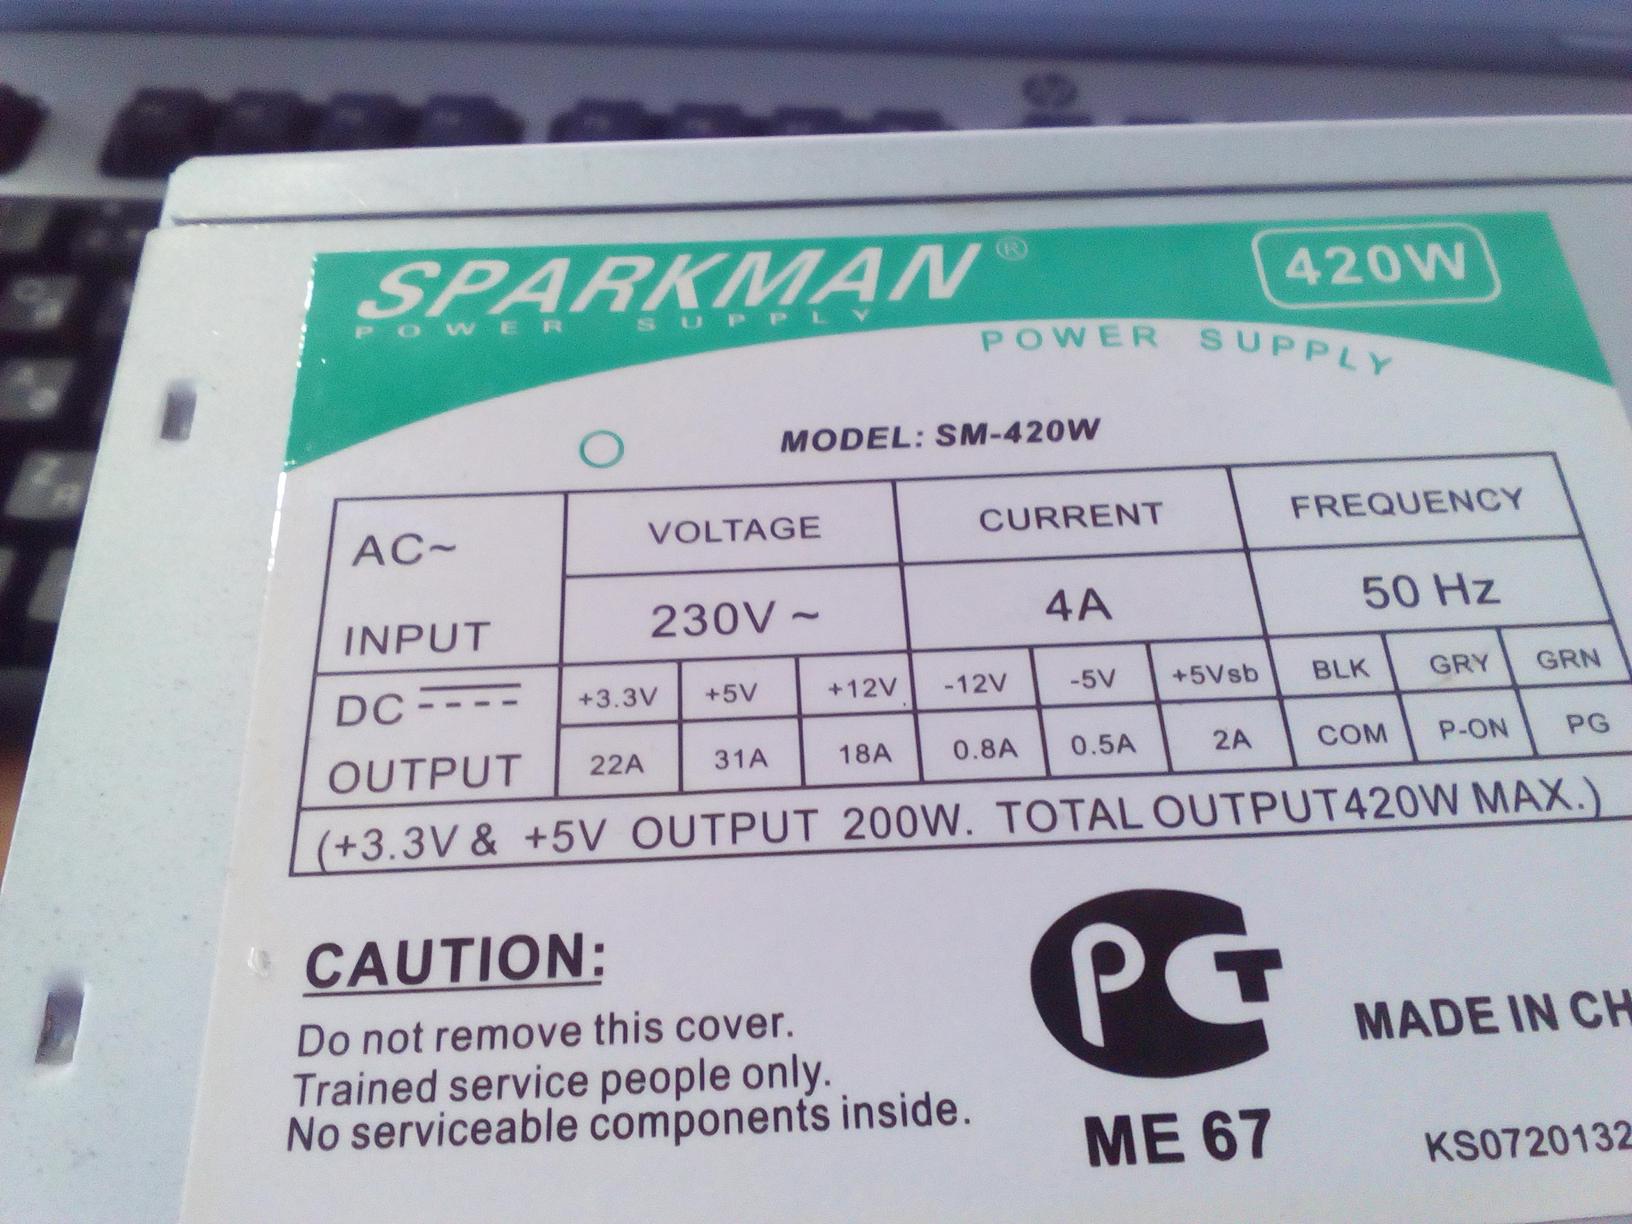 SPARKMAN ®
POWER SUPPLY
420W
POWER SUPPLY
MODEL: SM-420W
AC~ INPUT
VOLTAGE CURRENT FREQUENCY
230V ~ 4A 50 Hz
DC OUTPUT
+3.3V +5V +12V -12V -5V +5Vsb BLK GRY GRN
22A 31A 18A 0.8A 0.5A 2A COM P-ON PG
(+3.3V & +5V OUTPUT 200W. TOTAL OUTPUT420W MAX.)
CAUTION:
Do not remove this cover.
Trained service people only.
No serviceable components inside.
РСТ
ME 67
MADE IN CH
KS0720132
Z
Я